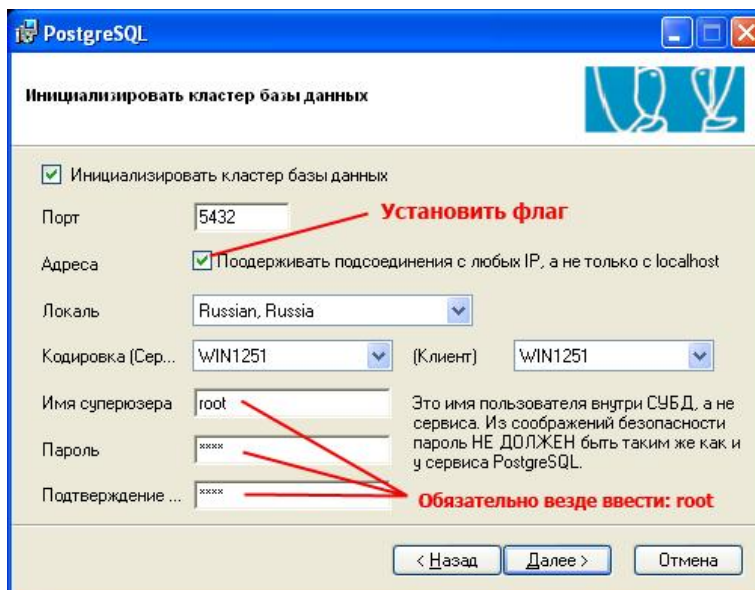 PostgreSQL
Инициализировать кластер базы данных
Инициализировать кластер базы данных
Порт
5432
Установить флаг
Адреса
Поодерживать подсоединения с любых IP, а не только с localhost
Локаль
Russian, Russia
Кодировка (Сер...
WIN1251
(Клиент)
WIN1251
Имя суперюзера
root
Это имя пользователя внутри СУБД, а не
сервиса. Из соображений безопасности
пароль НЕ ДОЛЖЕН быть таким же как и
у сервиса PostgreSQL.
Пароль
××××
Подтверждение ...
××××
Обязательно везде ввести: root
< Назад
Далее >
Отмена